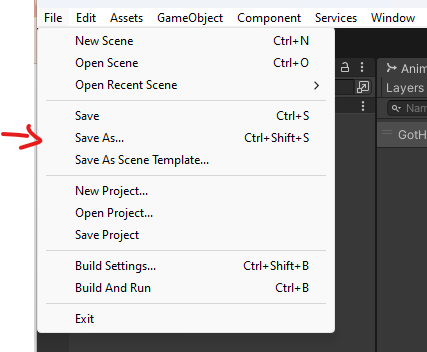 File Edit Assets GameObject Component Services Window
New Scene Ctrl+N
Open Scene Ctrl+O
Open Recent Scene
Save Ctrl+S
Save As... Ctrl+Shift+S
Save As Scene Template...
New Project...
Open Project...
Save Project
Build Settings... Ctrl+Shift+B
Build And Run Ctrl+B
Exit
Anim
Layers
Nam
GotH